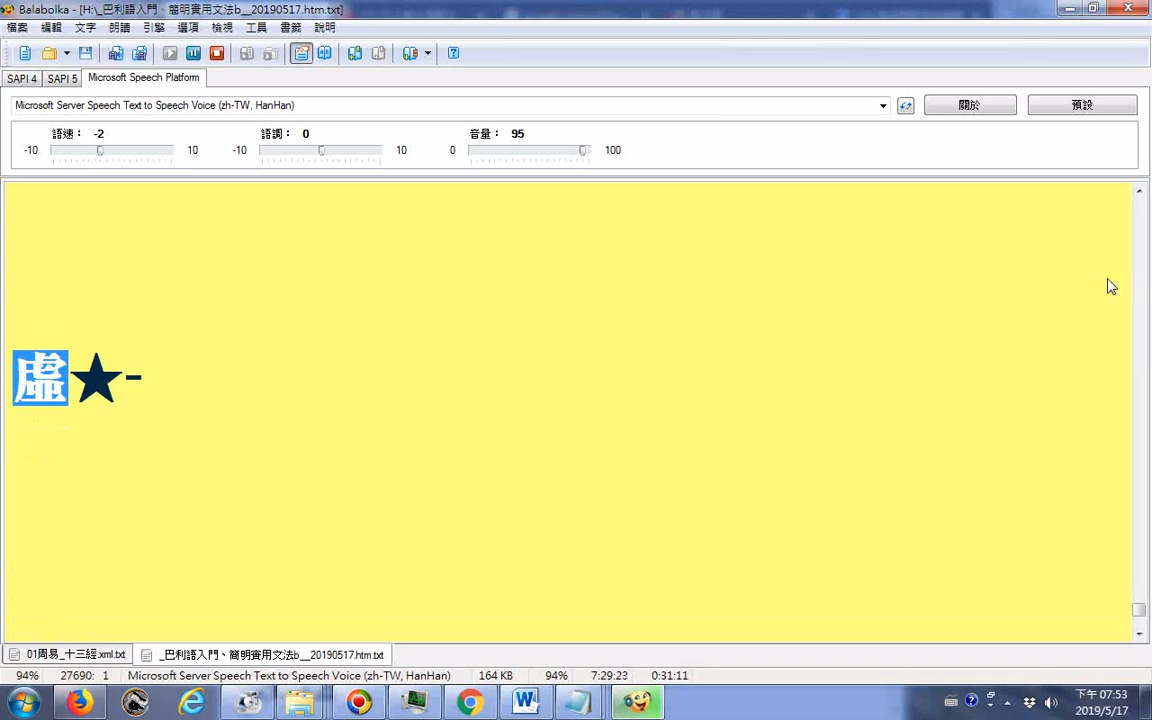 Balabolka - [H:\_巴利語入門、簡明實用文法b__20190517.htm.txt]
檔案 編輯 文字 朗讀 引擎 選項 檢視 工具 書籤 說明
SAPI 4 SAPI 5 Microsoft Speech Platform
Microsoft Server Speech Text to Speech Voice (zh-TW, HanHan) 關於 預設
語速： -2 語調： 0 音量： 95
-10 10 -10 10 0 100
虛★-
01周易_十三經.xml.txt _巴利語入門、簡明實用文法b__20190517.htm.txt
94% 27690: 1 Microsoft Server Speech Text to Speech Voice (zh-TW, HanHan) 164 KB 94% 7:29:23 0:31:11
下午 07:53
2019/5/17